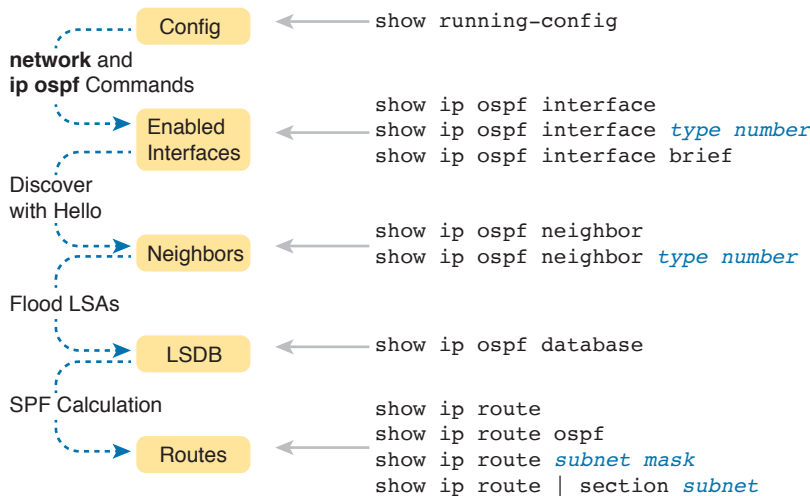 Config
show running-config
network and
ip ospf Commands
Enabled
Interfaces
show ip ospf interface
show ip ospf interface type number
show ip ospf interface brief
Discover
with Hello
Neighbors
show ip ospf neighbor
show ip ospf neighbor type number
Flood LSAs
LSDB
show ip ospf database
SPF Calculation
Routes
show ip route
show ip route ospf
show ip route subnet mask
show ip route | section subnet